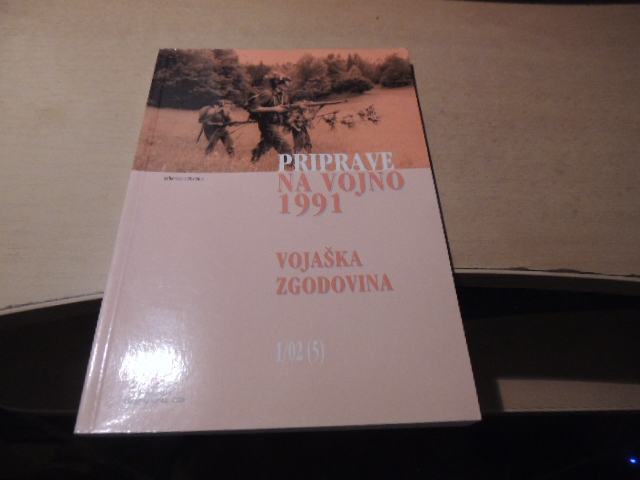 PRIPRAVE
NA VOJNO
1991
VOJAŠKA
ZGODOVINA
1/02 (5)